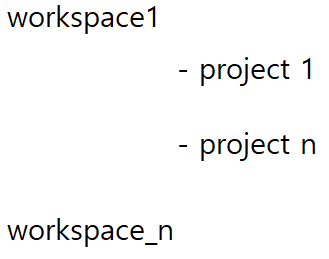 workspace1
- project 1
- project n
workspace_n